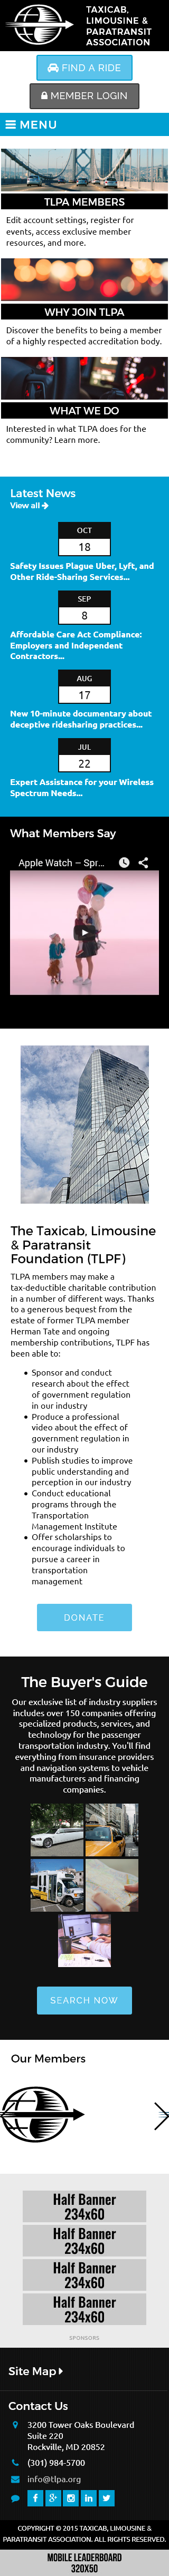 TAXICAB,
LIMOUSINE &
PARATRANSIT
ASSOCIATION
FIND A RIDE
MEMBER LOGIN
MENU
TLPA MEMBERS
Edit account settings, register for
events, access exclusive member
resources, and more.
WHY JOIN TLPA
Discover the benefits to being a member
of a highly respected accreditation body.
WHAT WE DO
Interested in what TLPA does for the
community? Learn more.
Latest News
View all
OCT
18
Safety Issues Plague Uber, Lyft, and
Other Ride-Sharing Services...
SEP
8
Affordable Care Act Compliance:
Employers and Independent
Contractors...
AUG
17
New 10-minute documentary about
deceptive ridesharing practices...
JUL
22
Expert Assistance for your Wireless
Spectrum Needs...
What Members Say
Apple Watch – Spr...
The Taxicab, Limousine
& Paratransit
Foundation (TLPF)
TLPA members may make a
tax-deductible charitable contribution
in a number of different ways. Thanks
to a generous bequest from the
estate of former TLPA member
Herman Tate and ongoing
membership contributions, TLPF has
been able to:
Sponsor and conduct
research about the effect
of government regulation
in our industry
Produce a professional
video about the effect of
government regulation in
our industry
Publish studies to improve
public understanding and
perception in our industry
Conduct educational
programs through the
Transportation
Management Institute
Offer scholarships to
encourage individuals to
pursue a career in
transportation
management
DONATE
The Buyer's Guide
Our exclusive list of industry suppliers
includes over 150 companies offering
specialized products, services, and
technology for the passenger
transportation industry. You'll find
everything from insurance providers
and navigation systems to vehicle
manufacturers and financing
companies.
SEARCH NOW
Our Members
Half Banner
234x60
Half Banner
234x60
Half Banner
234x60
Half Banner
234x60
SPONSORS
Site Map
Contact Us
3200 Tower Oaks Boulevard
Suite 220
Rockville, MD 20852
(301) 984-5700
info@tlpa.org
COPYRIGHT © 2015 TAXICAB, LIMOUSINE &
PARATRANSIT ASSOCIATION. ALL RIGHTS RESERVED.
MOBILE LEADERBOARD
320X50